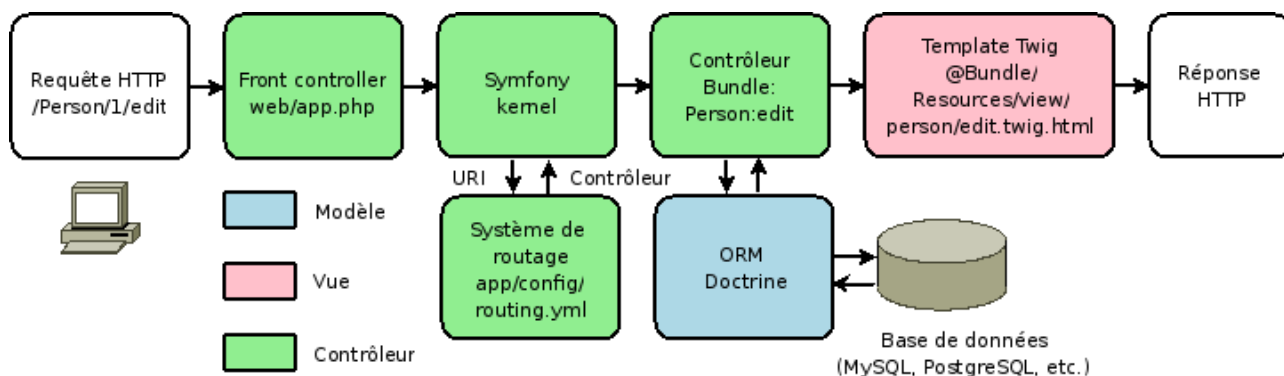 Requête HTTP
/Person/1/edit
Front controller
web/app.php
Symfony
kernel
Contrôleur
Bundle:
Person:edit
Template Twig
@Bundle/
Resources/view/
person/edit.twig.html
Réponse
HTTP
URI
Contrôleur
Modèle
Vue
Contrôleur
Système de
routage
app/config/
routing.yml
ORM
Doctrine
Base de données
(MySQL, PostgreSQL, etc.)